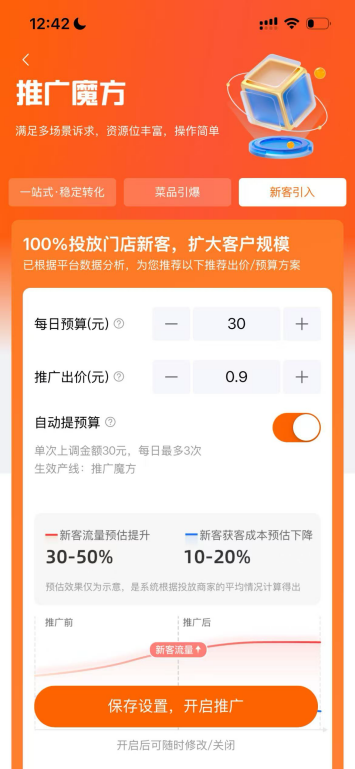 12:42
推广魔方
满足多场景诉求，资源位丰富，操作简单
一站式·稳定转化
菜品引爆
新客引入
100%投放门店新客，扩大客户规模
已根据平台数据分析，为您推荐以下推荐出价/预算方案
每日预算(元) ? — 30 +
推广出价(元) ? — 0.9 +
自动提预算 ?
单次上调金额30元，每日最多3次
生效产线：推广魔方
新客流量预估提升
30-50%
新客获客成本预估下降
10-20%
预估效果仅为示意，是系统根据投放商家的平均情况计算得出
推广前
推广后
新客流量
保存设置，开启推广
开启后可随时修改/关闭